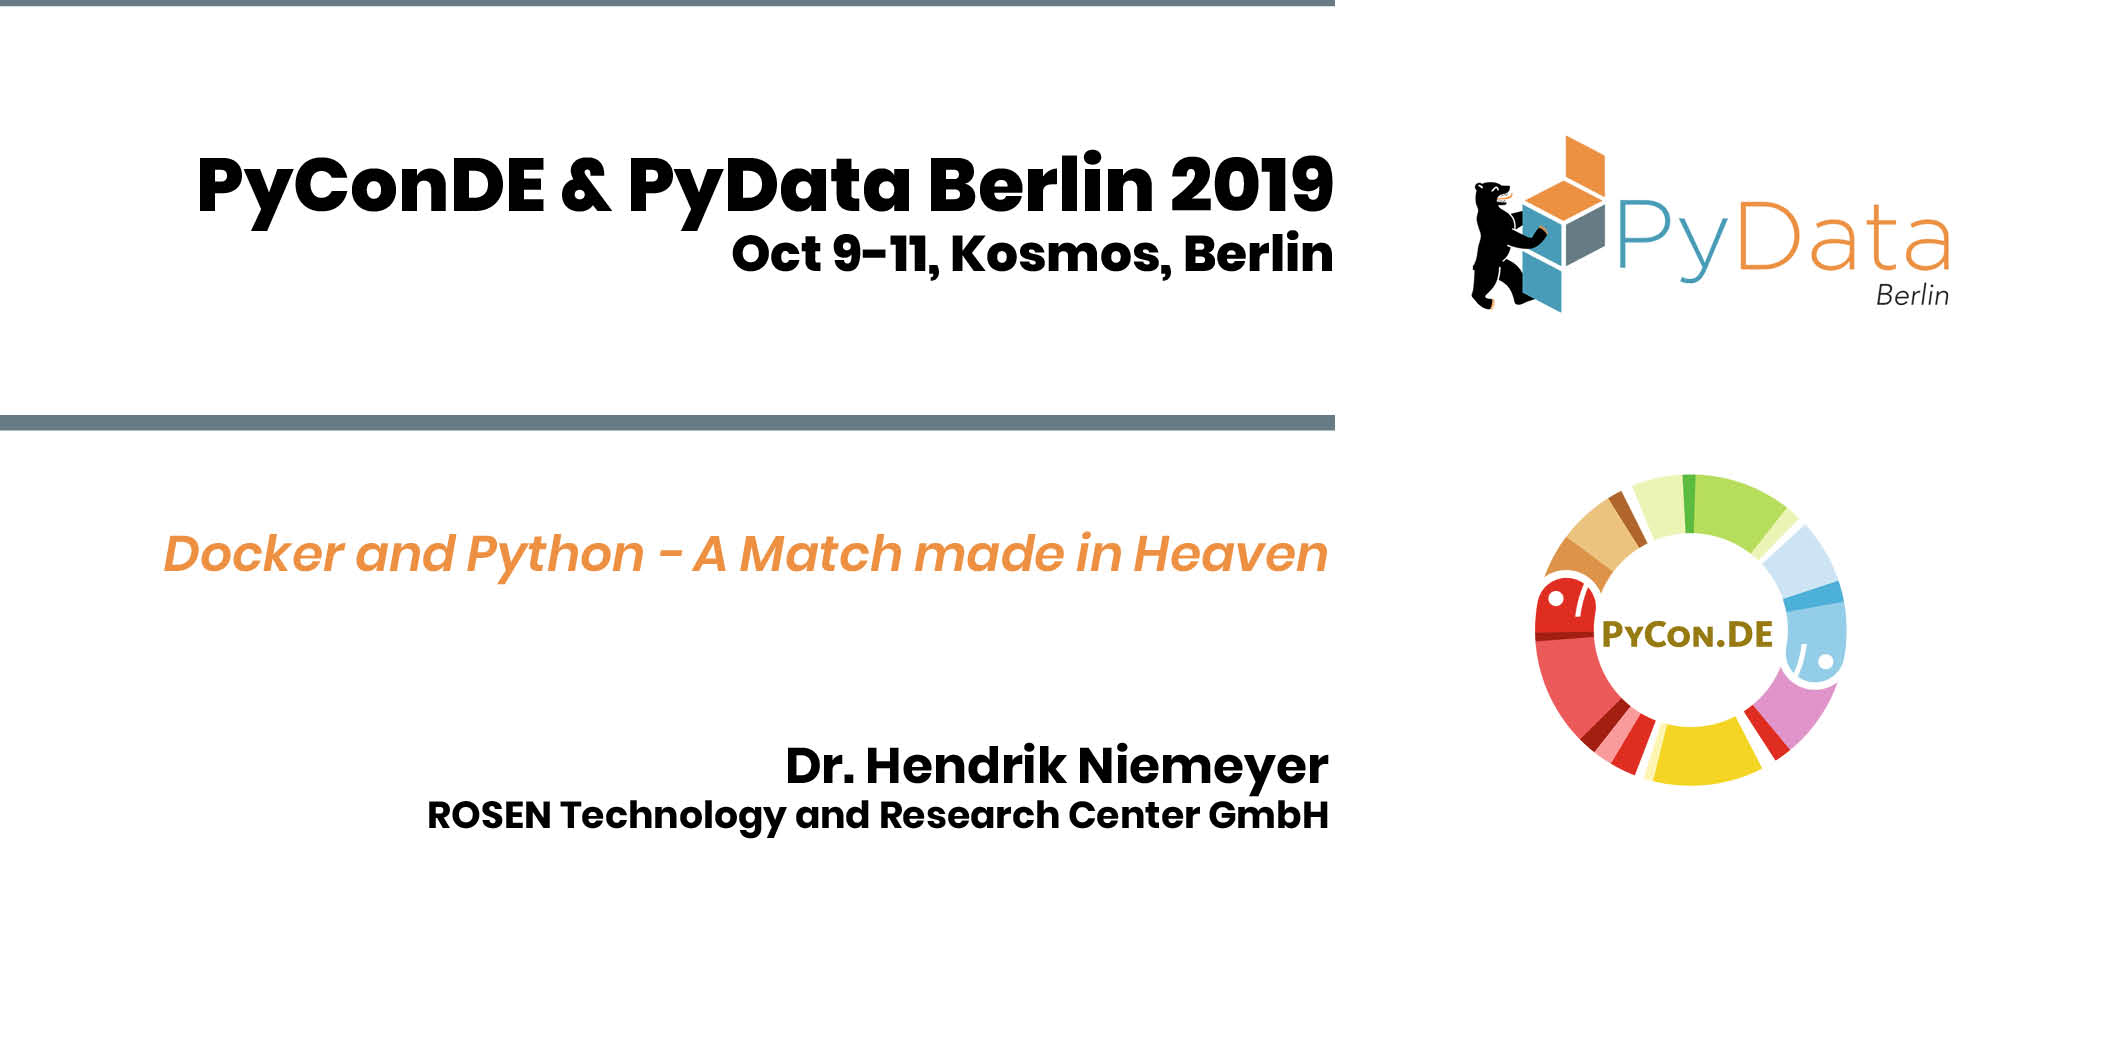 PyConDE & PyData Berlin 2019
Oct 9-11, Kosmos, Berlin
PyData
Berlin
Docker and Python - A Match made in Heaven
PyCon.DE
Dr. Hendrik Niemeyer
ROSEN Technology and Research Center GmbH